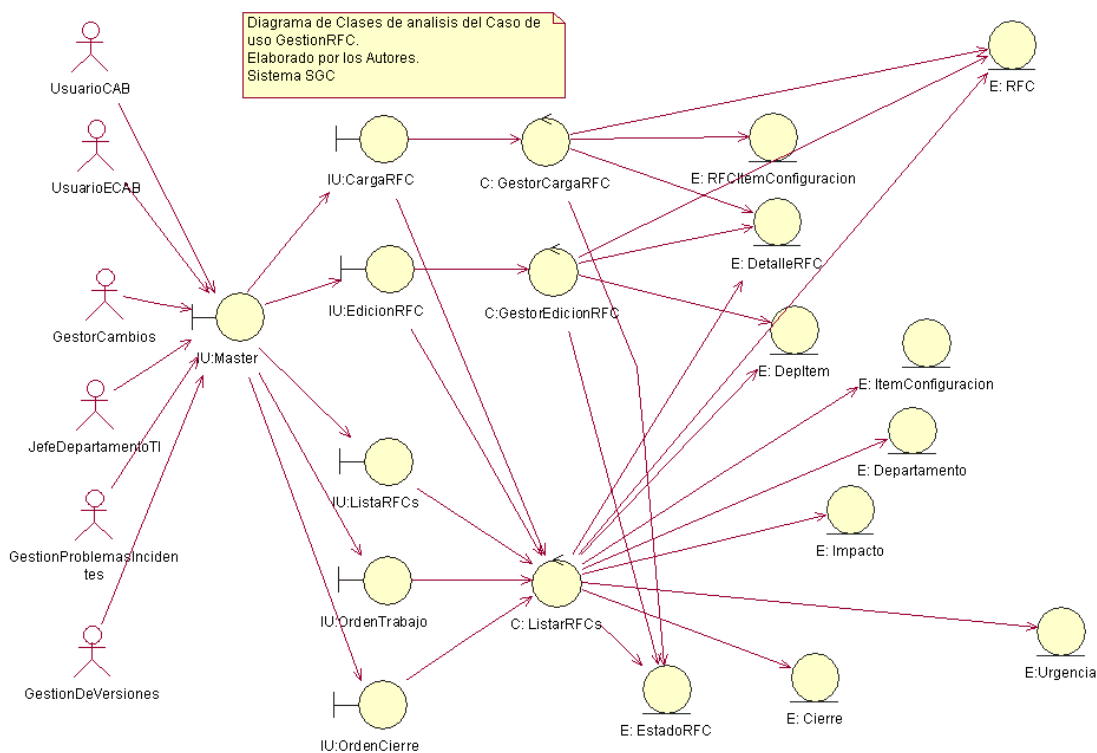 Diagrama de Clases de analisis del Caso de
uso GestionRFC.
Elaborado por los Autores.
Sistema SGC
UsuarioCAB
E: RFC
UsuarioECAB
IU:CargaRFC
C: GestorCargaRFC
E: RFCItemConfiguracion
E: DetalleRFC
IU:EdicionRFC
C:GestorEdicionRFC
GestorCambios
IU:Master
E: DepItem
E: ItemConfiguracion
JefeDepartamentoTI
IU:ListaRFCs
E: Departamento
GestionProblemasInciden
tes
E: Impacto
IU:OrdenTrabajo
C: ListarRFCs
GestionDeVersiones
E:Urgencia
IU:OrdenCierre
E: EstadoRFC
E: Cierre